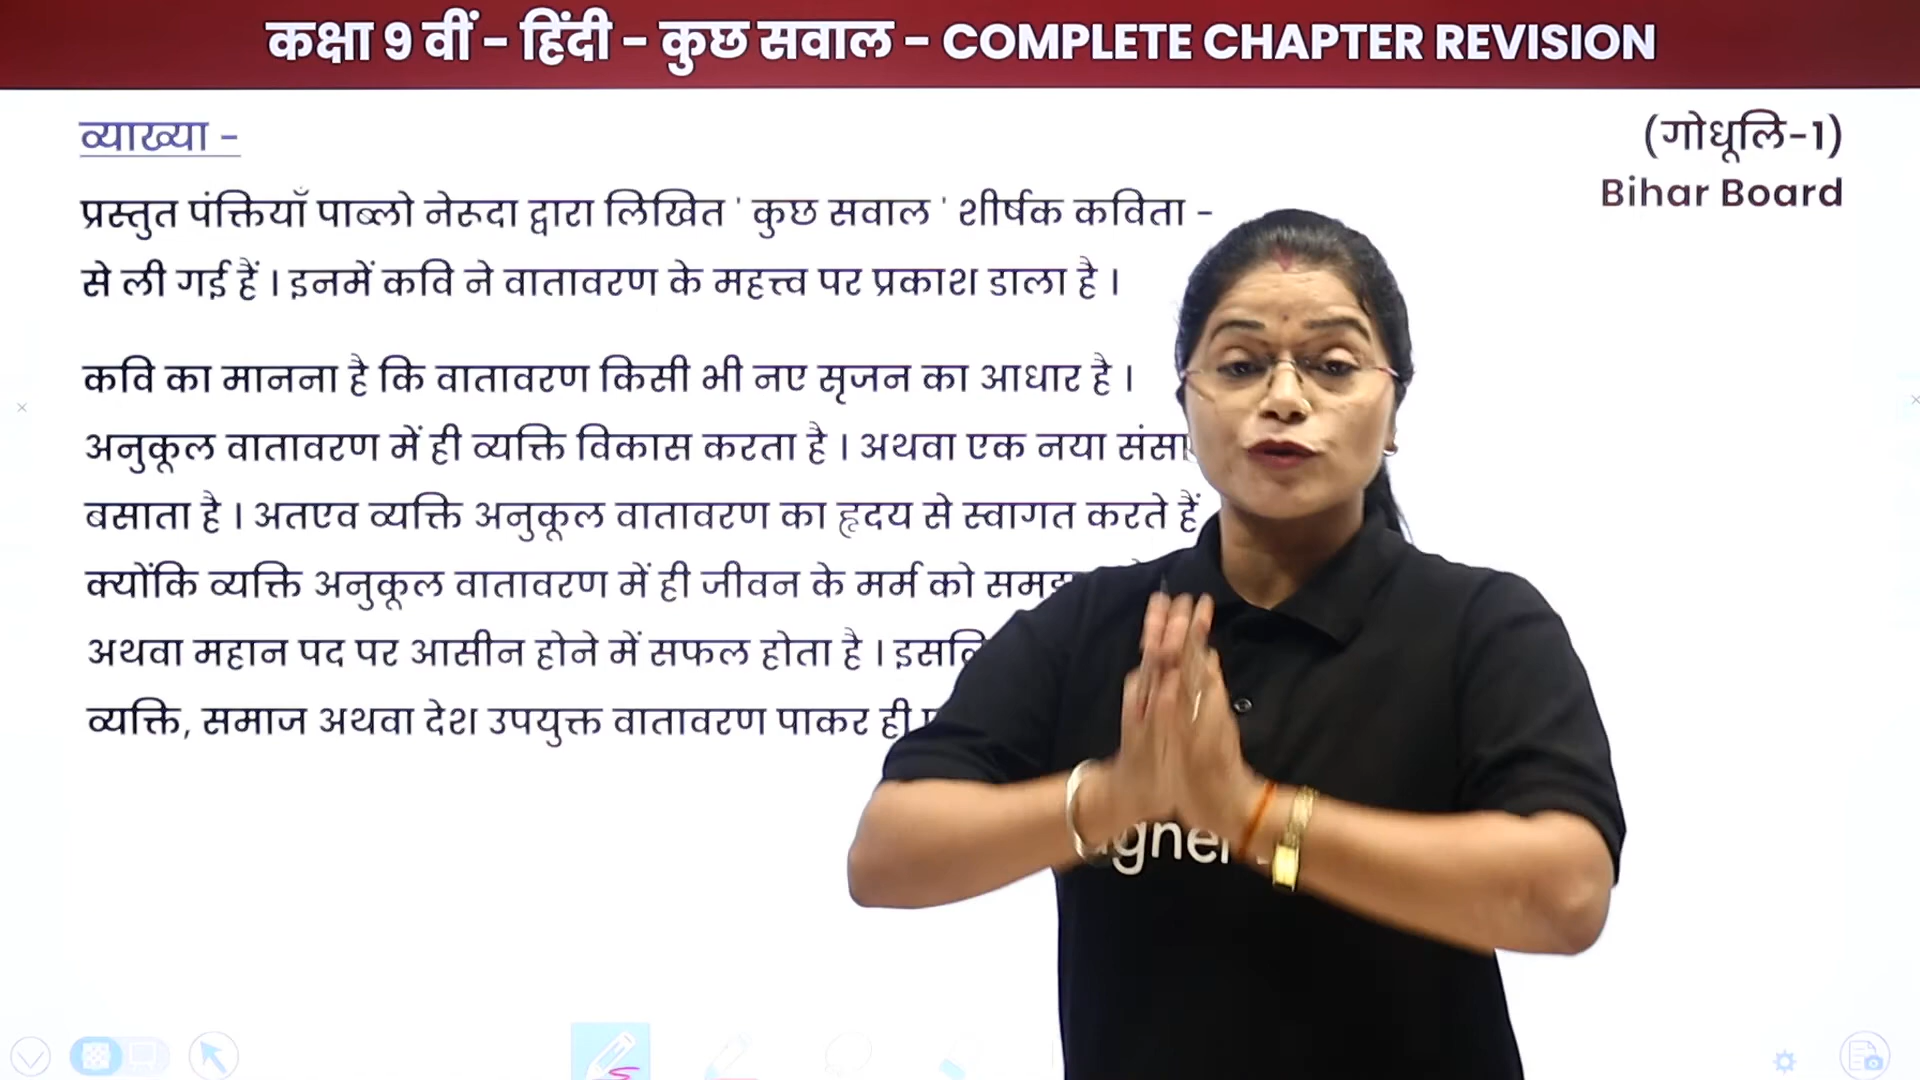 कक्षा 9 वीं - हिंदी - कुछ सवाल - COMPLETE CHAPTER REVISION
(गोधूलि-1)
Bihar Board
व्याख्या -
प्रस्तुत पंक्तियाँ पाब्लो नेरूदा द्वारा लिखित ' कुछ सवाल ' शीर्षक कविता -
से ली गई हैं । इनमें कवि ने वातावरण के महत्त्व पर प्रकाश डाला है ।
कवि का मानना है कि वातावरण किसी भी नए सृजन का आधार है ।
अनुकूल वातावरण में ही व्यक्ति विकास करता है । अथवा एक नया
बसाता है । अतएव व्यक्ति अनुकूल वातावरण का हृदय से स्वागत करते हैं
क्योंकि व्यक्ति अनुकूल वातावरण में ही जीवन के मर्म को
अथवा महान पद पर आसीन होने में सफल होता है ।
व्यक्ति, समाज अथवा देश उपयुक्त वातावरण पाकर ही